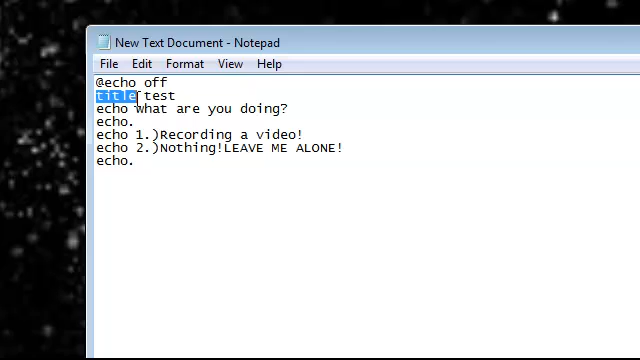 New Text Document - Notepad
File Edit Format View Help
@echo off
title test
echo what are you doing?
echo.
echo 1.)Recording a video!
echo 2.)Nothing!LEAVE ME ALONE!
echo.